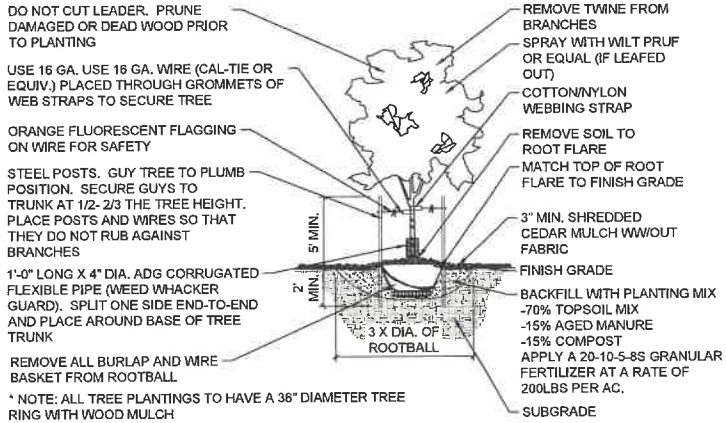 DO NOT CUT LEADER. PRUNE
DAMAGED OR DEAD WOOD PRIOR
TO PLANTING
USE 16 GA. USE 16 GA. WIRE (CAL-TIE OR
EQUIV.) PLACED THROUGH GROMMETS OF
WEB STRAPS TO SECURE TREE
ORANGE FLUORESCENT FLAGGING
ON WIRE FOR SAFETY
STEEL POSTS. GUY TREE TO PLUMB
POSITION. SECURE GUYS TO
TRUNK AT 1/2- 2/3 THE TREE HEIGHT.
PLACE POSTS AND WIRES SO THAT
THEY DO NOT RUB AGAINST
BRANCHES
1'-0" LONG X 4" DIA. ADG CORRUGATED
FLEXIBLE PIPE (WEED WHACKER
GUARD). SPLIT ONE SIDE END-TO-END
AND PLACE AROUND BASE OF TREE
TRUNK
REMOVE ALL BURLAP AND WIRE
BASKET FROM ROOTBALL
* NOTE: ALL TREE PLANTINGS TO HAVE A 36" DIAMETER TREE
RING WITH WOOD MULCH
5' MIN.
2'
MIN.
3 X DIA. OF
ROOTBALL
REMOVE TWINE FROM
BRANCHES
SPRAY WITH WILT PRUF
OR EQUAL (IF LEAFED
OUT)
COTTON/NYLON
WEBBING STRAP
REMOVE SOIL TO
ROOT FLARE
MATCH TOP OF ROOT
FLARE TO FINISH GRADE
3" MIN. SHREDDED
CEDAR MULCH WW/OUT
FABRIC
FINISH GRADE
BACKFILL WITH PLANTING MIX
-70% TOPSOIL MIX
-15% AGED MANURE
-15% COMPOST
APPLY A 20-10-5-8S GRANULAR
FERTILIZER AT A RATE OF
200LBS PER AC.
SUBGRADE